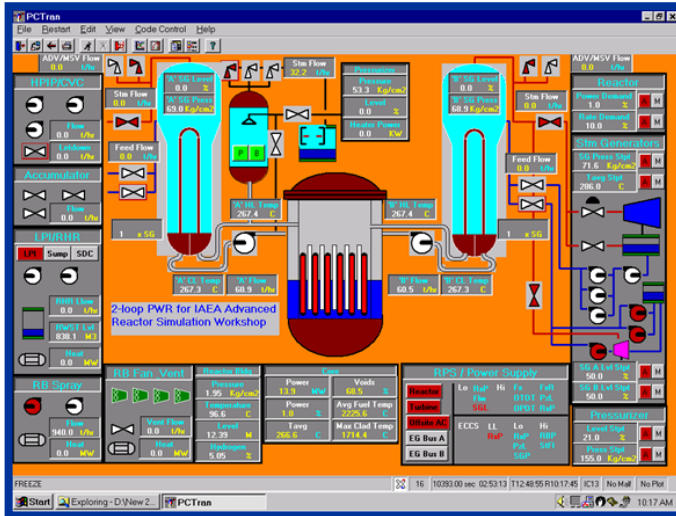 PCTran
File Restart Edit View Code Control Help
ADV/MSV Flow
0.0 t/hr
Stm Flow
0.0 t/hr
'A' SG Level
0.0 %
'A' SG Press
69.0 Kg/cm2
Feed Flow
0.0 t/hr
1 x SG
Stm Flow
32.2 t/hr
P B
Pressurizer
Pressure
53.3 Kg/cm2
Level
0.0 %
Heater Power
0.0 KW
'B' SG Level
0.0 %
'B' SG Press
68.9 Kg/cm2
ADV/MSV Flow
0.0 t/hr
Stm Flow
0.0 t/hr
Feed Flow
0.0 t/hr
1 x SG
'A' HL Temp
267.4 C
'B' HL Temp
267.4 C
'A' CL Temp
267.3 C
'A' Flow
68.9 t/hr
'B' Flow
60.5 t/hr
'B' CL Temp
267.3 C
HPIP/CVC
Flow
0.0 t/hr
Letdown
0.0 t/hr
Accumulator
Flow
0.0 t/hr
LPI/RHR
LPI Sump SDC
RWST Lvl
838.1 M3
Heat
0.0 MW
RB Spray
Flow
940.0 t/hr
Heat
0.0 MW
2-loop PWR for IAEA Advanced
Reactor Simulation Workshop
RB Fan Vent
Vent Flow
0.0 t/hr
Heat
0.0 MW
Reactor Bldg
Pressure
1.95 Kg/cm2
Temperature
96.6 C
Level
12.39 M
Hydrogen
5.05 %
Core
Power
13.9 MW
Voids
60.5 %
Power
1.0 %
Avg Fuel Temp
2225.6 C
Tavg
266.6 C
Max Clad Temp
1714.4 C
RPS / Power Supply
Reactor
Turbine
EG Bus A
EG Bus B
Lo Hi
ECCS LL Lo Hi
Reactor
Power Demand
1.0 %
A M
Rate Demand
10.0 %
A M
Stm Generators
SG Press Stpt
71.6 Kg/cm2
A M
Tavg Stpt
286.0 C
A M
SG A Lvl Stpt
50.0 %
A M
SG B Lvl Stpt
50.0 %
A M
Pressurizer
Level Stpt
21.0 %
A M
Press Stpt
155.0 Kg/cm2
A M
FREEZE
16 10393.00 sec 02:53:13 T12:48:55 R10:17:45 IC13 No Malf No Plot
Start Exploring - D:\New 2... PCTran 10:17 AM